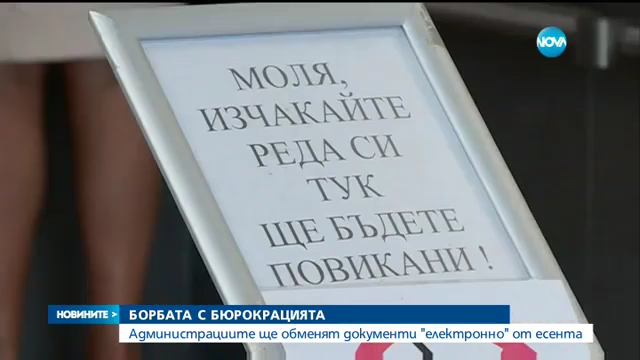 NOVA
МОЛЯ,
ИЗЧАКАЙТЕ
РЕДА СИ
ТУК
ЩЕ БЪДЕТЕ
ПОВИКАНИ !
НОВИНИТЕ
БОРБАТА С БЮРОКРАЦИЯТА
Администрациите ще обменят документи "електронно" от есента